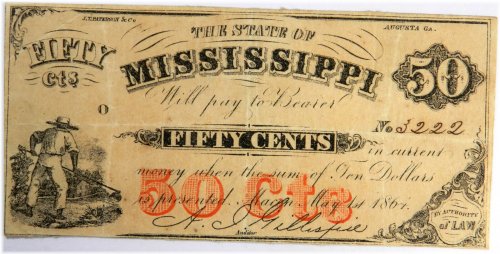 J.T. PATERSON & Co
AUGUSTA GA.
FIFTY
Cts
THE STATE OF
MISSISSIPPI
50
O
Will pay to Bearer
No 3222
FIFTY CENTS
in current
money when the sum of Ten Dollars
50 Cts
is presented. Macon May 1st 1864.
A. J. Gillespie
Auditor
BY AUTHORITY
of LAW